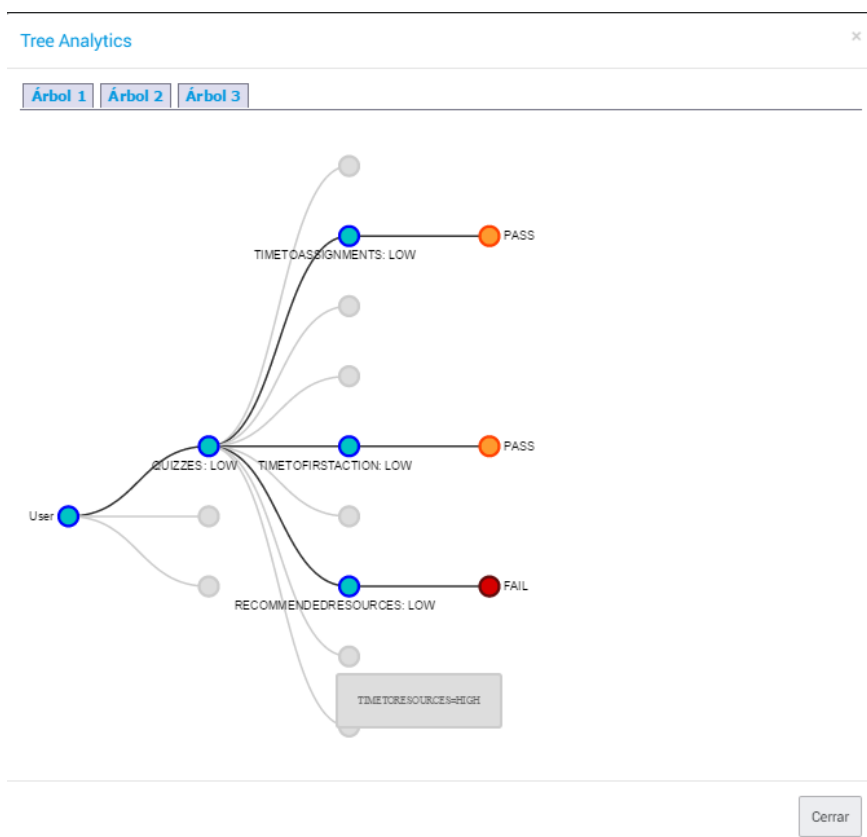 Tree Analytics
×
Árbol 1 Árbol 2 Árbol 3
PASS
TIMETOASSIGNMENTS: LOW
PASS
QUIZZES: LOW TIMETOFIRSTACTION: LOW
User
FAIL
RECOMMENDEDRESOURCES: LOW
TIMETORESOURCES=HIGH
Cerrar